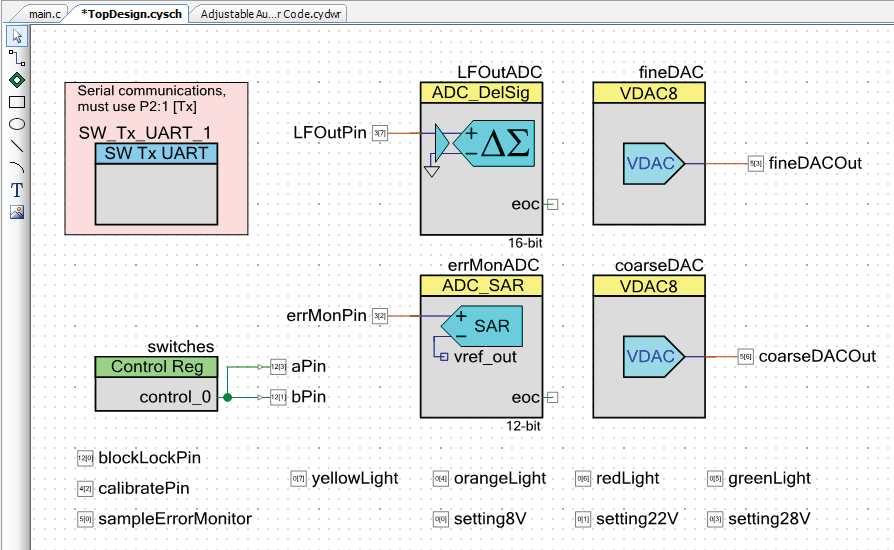 main.c
*TopDesign.cysch
Adjustable Au...r Code.cydwr
T
Serial communications,
must use P2:1 [Tx]
SW_Tx_UART_1
SW Tx UART
LFOutADC
ADC_DelSig
LFOutPin
3[7]
+
−
ΔΣ
eoc
16-bit
fineDAC
VDAC8
VDAC
5[3]
fineDACOut
errMonADC
ADC_SAR
errMonPin
3[2]
+
−
SAR
vref_out
eoc
12-bit
coarseDAC
VDAC8
VDAC
5[6]
coarseDACOut
switches
Control Reg
control_0
12[3]
aPin
12[1]
bPin
12[0] blockLockPin
4[2] calibratePin
5[0] sampleErrorMonitor
0[7] yellowLight
0[4] orangeLight
0[6] redLight
0[5] greenLight
0[0] setting8V
0[1] setting22V
0[3] setting28V